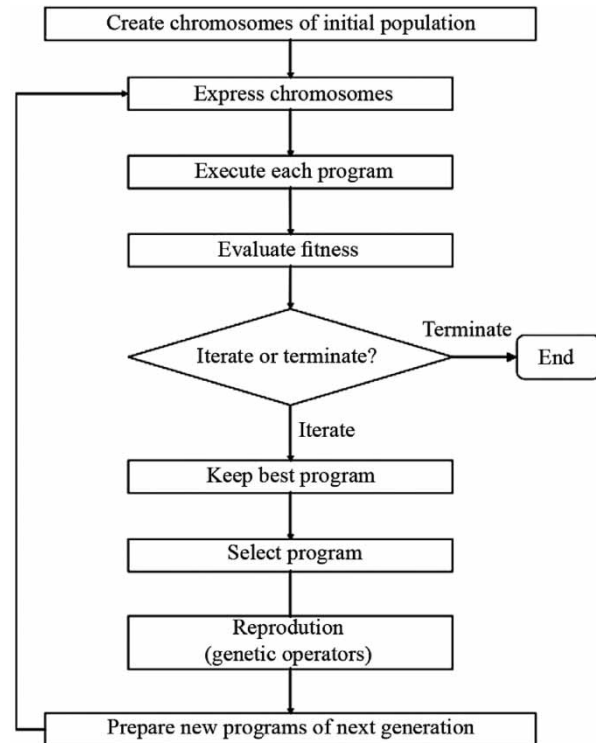 Create chromosomes of initial population
Express chromosomes
Execute each program
Evaluate fitness
Iterate or terminate?
Terminate
End
Iterate
Keep best program
Select program
Reprodution
(genetic operators)
Prepare new programs of next generation